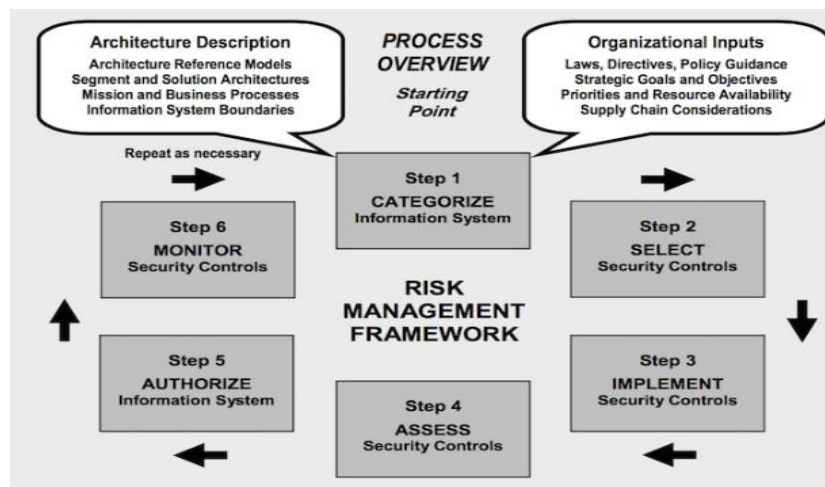 Architecture Description
Architecture Reference Models
Segment and Solution Architectures
Mission and Business Processes
Information System Boundaries
PROCESS
OVERVIEW
Starting
Point
Organizational Inputs
Laws, Directives, Policy Guidance
Strategic Goals and Objectives
Priorities and Resource Availability
Supply Chain Considerations
Repeat as necessary
Step 1
CATEGORIZE
Information System
Step 2
SELECT
Security Controls
Step 3
IMPLEMENT
Security Controls
Step 4
ASSESS
Security Controls
Step 5
AUTHORIZE
Information System
Step 6
MONITOR
Security Controls
RISK
MANAGEMENT
FRAMEWORK